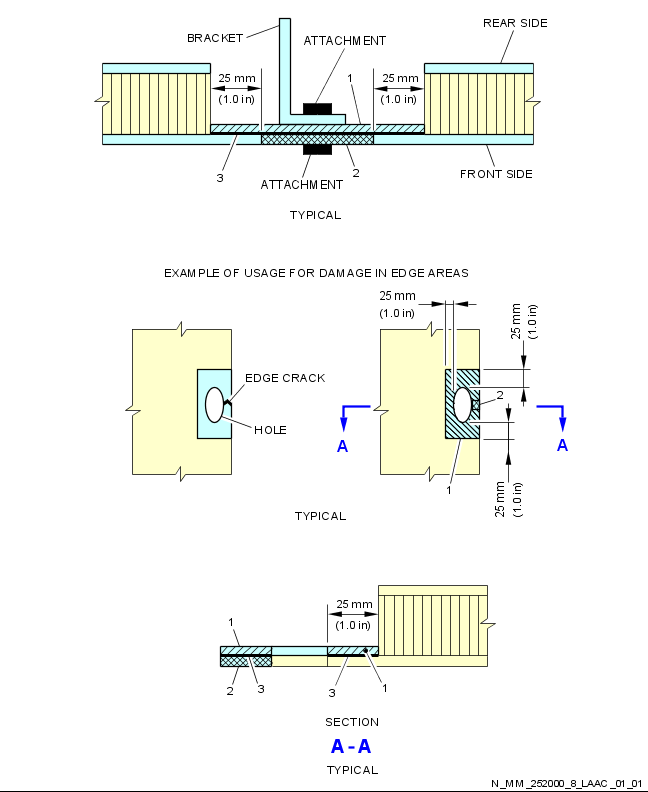 REAR SIDE
BRACKET
ATTACHMENT
25 mm
(1.0 in)
1
25 mm
(1.0 in)
3
ATTACHMENT
2
FRONT SIDE
TYPICAL
EXAMPLE OF USAGE FOR DAMAGE IN EDGE AREAS
25 mm
(1.0 in)
25 mm
(1.0 in)
EDGE CRACK
HOLE
2
A
A
1
25 mm
(1.0 in)
TYPICAL
25 mm
(1.0 in)
1
2
3
3
1
SECTION
A-A
TYPICAL
N_MM_252000_8_LAAC_01_01